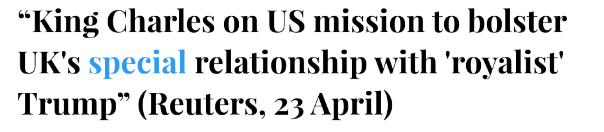 “King Charles on US mission to bolster
UK's special relationship with 'royalist'
Trump” (Reuters, 23 April)